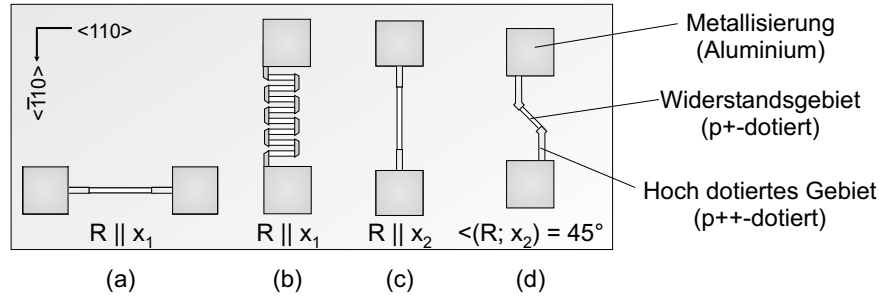 <110>
<1̅10>
R || x₁
R || x₁
R || x₂
<(R; x₂) = 45°
(a)
(b)
(c)
(d)
Metallisierung
(Aluminium)
Widerstandsgebiet
(p+-dotiert)
Hoch dotiertes Gebiet
(p++-dotiert)